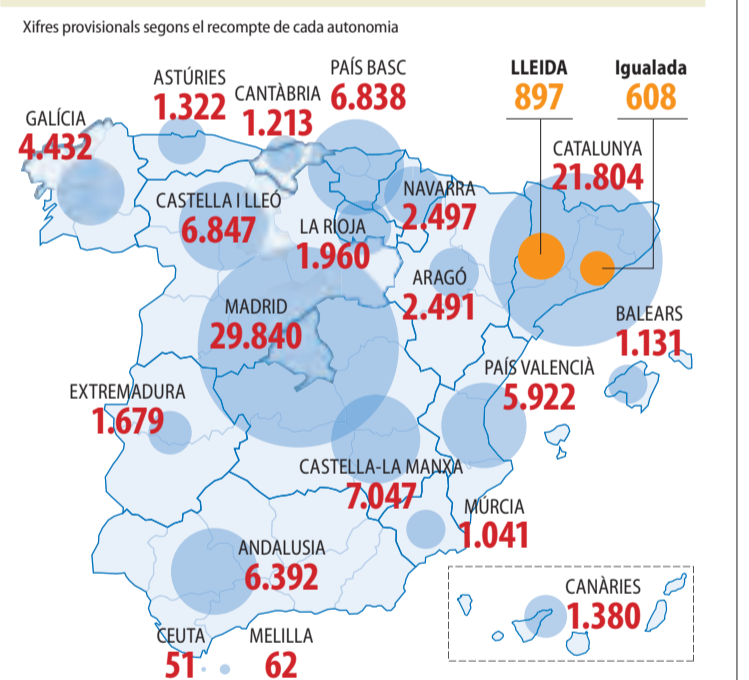 Xifres provisionals segons el recompte de cada autonomia
PAÍS BASC
6.838
LLEIDA
897
Igualada
608
ASTÚRIES
1.322
CANTÀBRIA
1.213
GALÍCIA
4.432
CATALUNYA
21.804
NAVARRA
2.497
CASTELLA I LLEÓ
6.847
LA RIOJA
1.960
ARAGÓ
2.491
MADRID
29.840
BALEARS
1.131
PAÍS VALENCIÀ
5.922
EXTREMADURA
1.679
CASTELLA-LA MANXA
7.047
MÚRCIA
1.041
ANDALUSIA
6.392
CANÀRIES
1.380
CEUTA
51
MELILLA
62